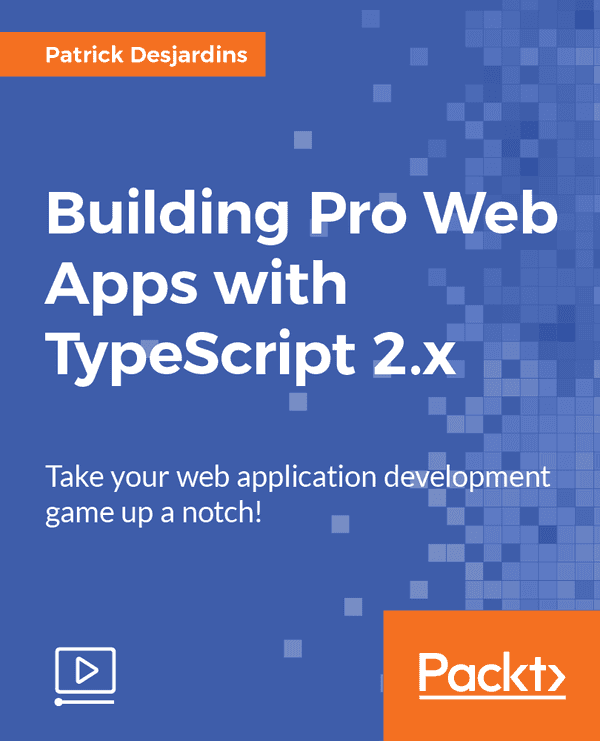 Patrick Desjardins
Building Pro Web
Apps with
TypeScript 2.x
Take your web application development
game up a notch!
Packt